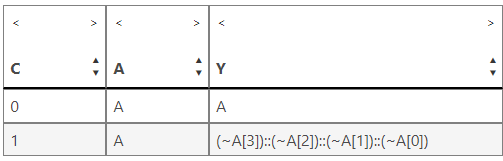 < > < > < >
C A Y
0 A A
1 A (~A[3])::(~A[2])::(~A[1])::(~A[0])